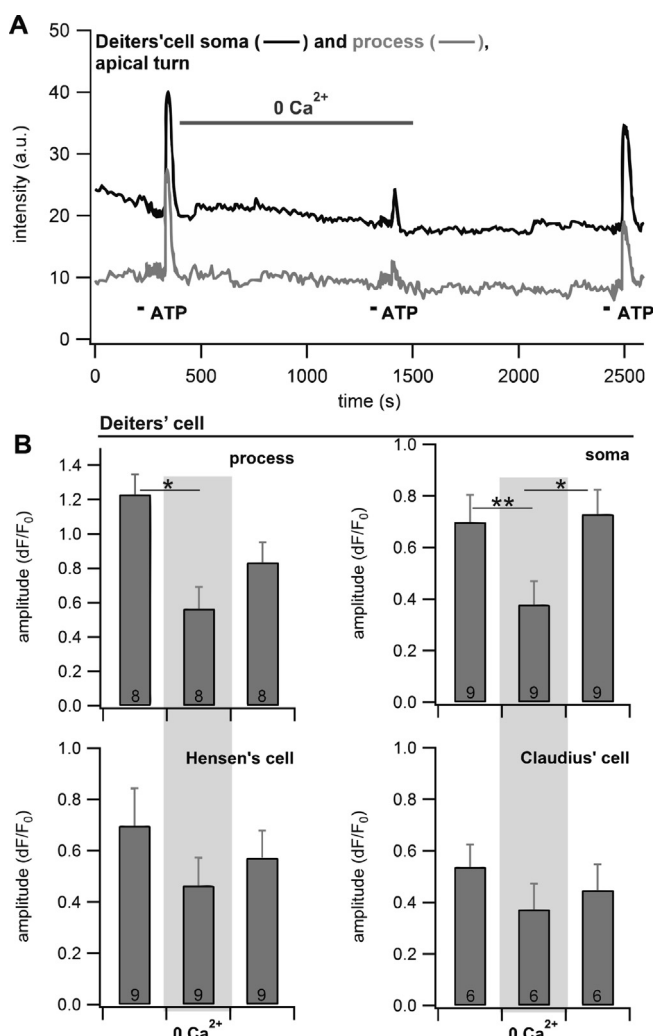 A
Deiters'cell soma ( ) and process ( ),
apical turn
50
40
30
20
10
0
intensity (a.u.)
0 Ca2+
ATP
ATP
ATP
0
500
1000
1500
2000
2500
time (s)
B
Deiters' cell
process
1.4
1.2
1.0
0.8
0.6
0.4
0.2
0.0
amplitude (dF/F0)
*
8
8
8
soma
1.0
0.8
0.6
0.4
0.2
0.0
amplitude (dF/F0)
**
*
9
9
9
Hensen's cell
1.0
0.8
0.6
0.4
0.2
0.0
amplitude (dF/F0)
9
9
9
0 Ca2+
Claudius' cell
1.0
0.8
0.6
0.4
0.2
0.0
amplitude (dF/F0)
6
6
6
0 Ca2+